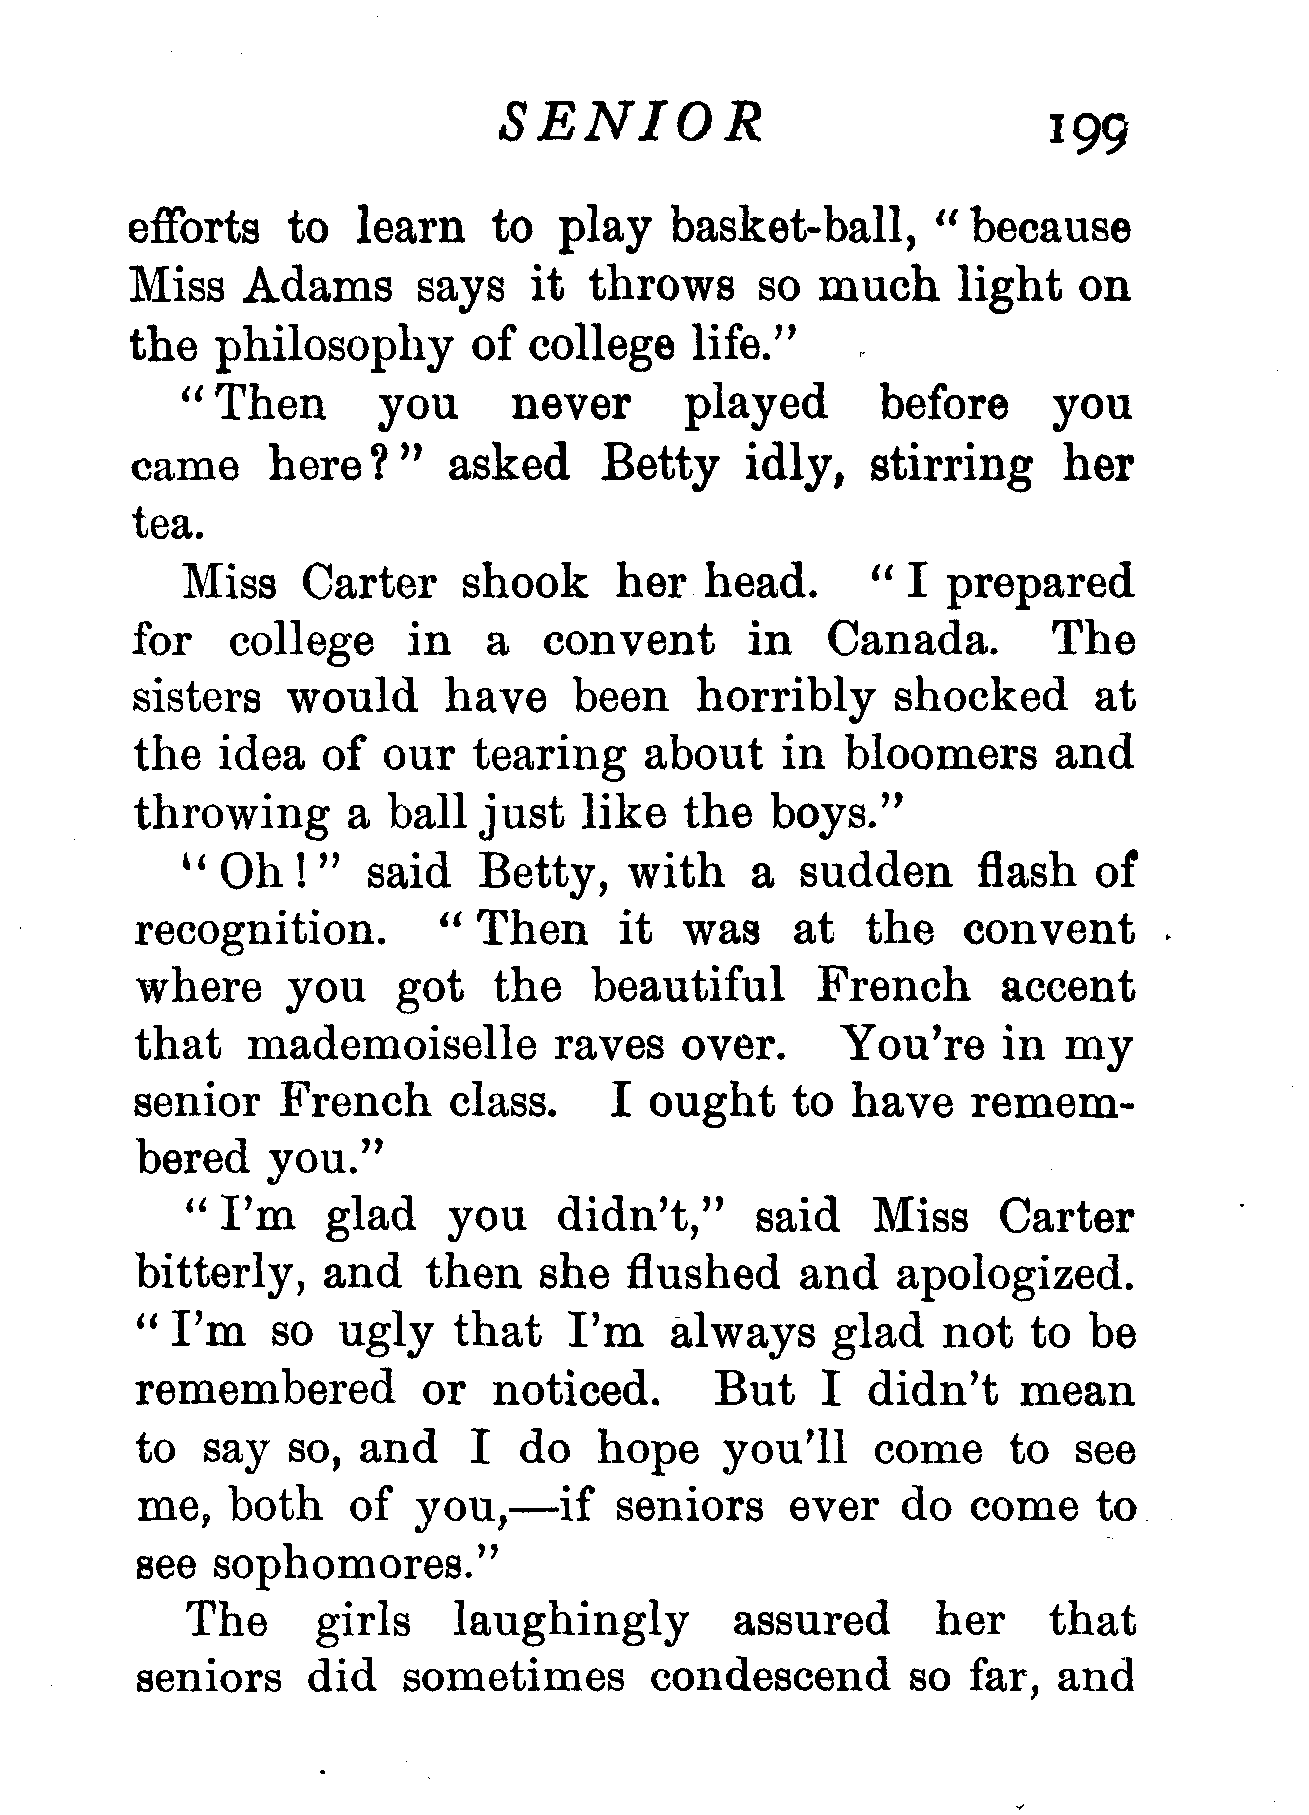 SENIOR 199
efforts to learn to play basket-ball, “ because
Miss Adams says it throws so much light on
the philosophy of college life.”
“ Then you never played before you
came here ? ” asked Betty idly, stirring her
tea.
Miss Carter shook her head. “ I prepared
for college in a convent in Canada. The
sisters would have been horribly shocked at
the idea of our tearing about in bloomers and
throwing a ball just like the boys.”
“ Oh ! ” said Betty, with a sudden flash of
recognition. “ Then it was at the convent
where you got the beautiful French accent
that mademoiselle raves over. You’re in my
senior French class. I ought to have remem-
bered you.”
“ I’m glad you didn’t,” said Miss Carter
bitterly, and then she flushed and apologized.
“ I’m so ugly that I’m always glad not to be
remembered or noticed. But I didn’t mean
to say so, and I do hope you’ll come to see
me, both of you,—if seniors ever do come to
see sophomores.”
The girls laughingly assured her that
seniors did sometimes condescend so far, and